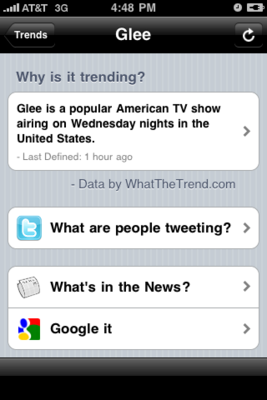 AT&T 3G 4:48 PM
Trends Glee
Why is it trending?
Glee is a popular American TV show
airing on Wednesday nights in the
United States.
- Last Defined: 1 hour ago
- Data by WhatTheTrend.com
What are people tweeting?
What's in the News?
Google it